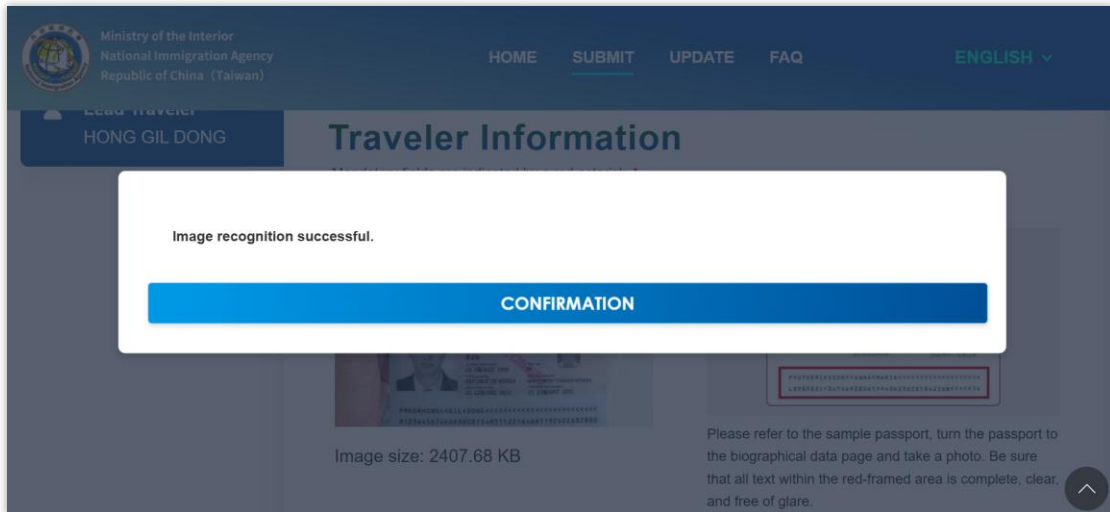 Ministry of the Interior
National Immigration Agency
Republic of China (Taiwan)
HOME SUBMIT UPDATE FAQ
ENGLISH
Lead Traveler
HONG GIL DONG
Traveler Information
Image recognition successful.
CONFIRMATION
Image size: 2407.68 KB
Please refer to the sample passport, turn the passport to
the biographical data page and take a photo. Be sure
that all text within the red-framed area is complete, clear,
and free of glare.